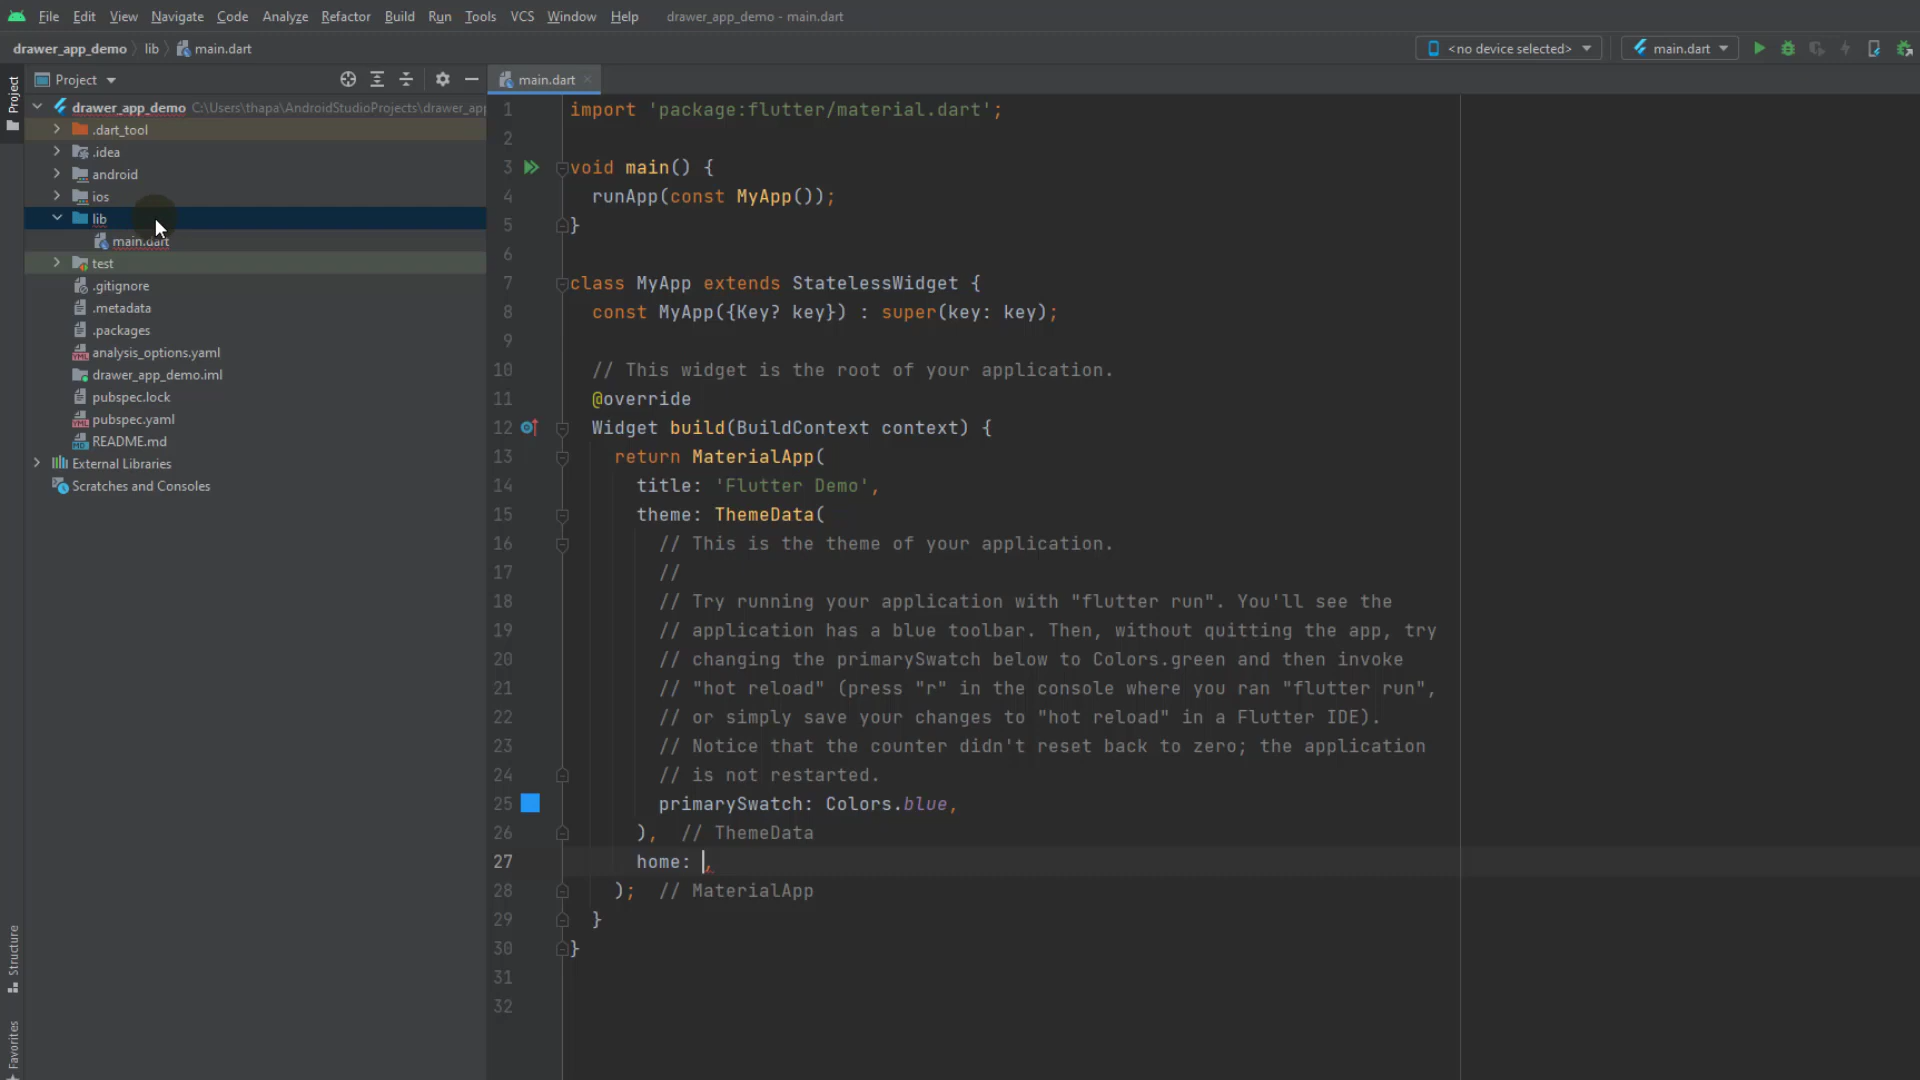 File Edit View Navigate Code Analyze Refactor Build Run Tools VCS Window Help drawer_app_demo - main.dart
drawer_app_demo lib main.dart <no device selected> main.dart
Project
Project
main.dart
drawer_app_demo C:\Users\thapa\AndroidStudioProjects\drawer_app
.dart_tool
.idea
android
ios
lib
main.dart
test
.gitignore
.metadata
.packages
analysis_options.yaml
drawer_app_demo.iml
pubspec.lock
pubspec.yaml
README.md
External Libraries
Scratches and Consoles
Structure
Favorites
1 import 'package:flutter/material.dart';
2
3 void main() {
4 runApp(const MyApp());
5 }
6
7 class MyApp extends StatelessWidget {
8 const MyApp({Key? key}) : super(key: key);
9
10 // This widget is the root of your application.
11 @override
12 Widget build(BuildContext context) {
13 return MaterialApp(
14 title: 'Flutter Demo',
15 theme: ThemeData(
16 // This is the theme of your application.
17 //
18 // Try running your application with "flutter run". You'll see the
19 // application has a blue toolbar. Then, without quitting the app, try
20 // changing the primarySwatch below to Colors.green and then invoke
21 // "hot reload" (press "r" in the console where you ran "flutter run",
22 // or simply save your changes to "hot reload" in a Flutter IDE).
23 // Notice that the counter didn't reset back to zero; the application
24 // is not restarted.
25 primarySwatch: Colors.blue,
26 ), // ThemeData
27 home: ,
28 ); // MaterialApp
29 }
30 }
31
32